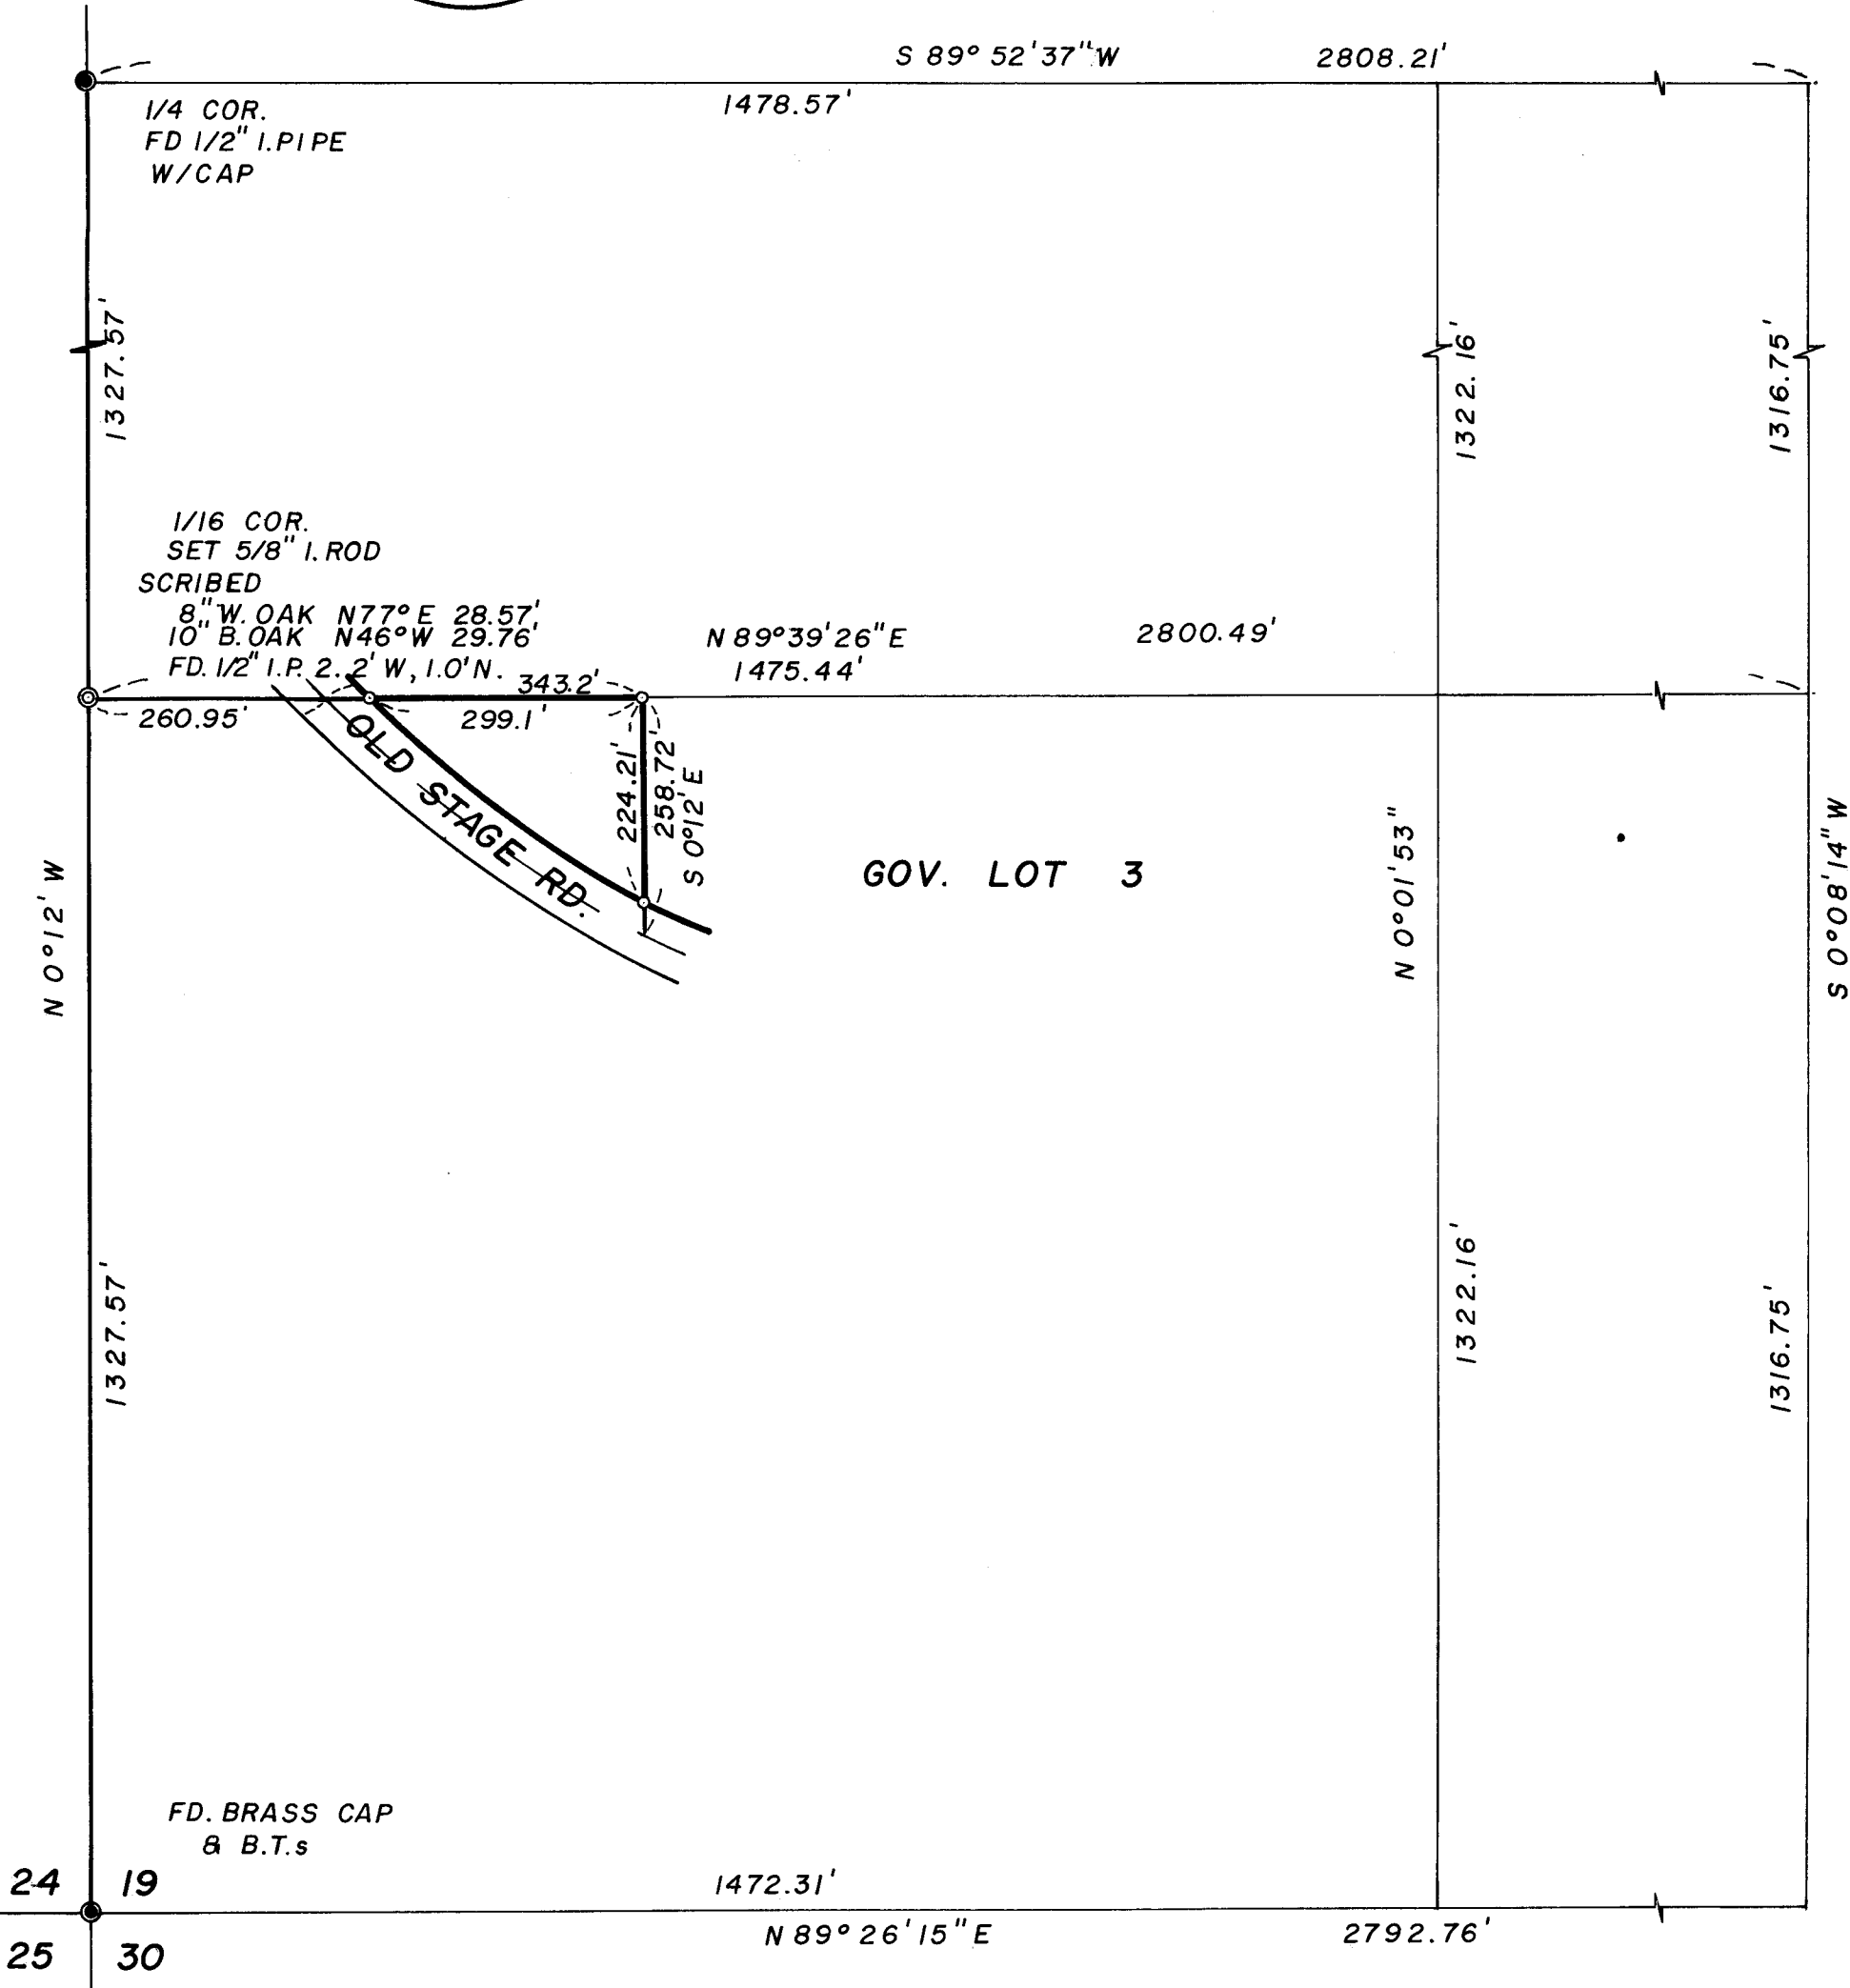 S 89° 52' 37" W 2808.21'
1478.57'
1/4 COR.
FD 1/2" I.PIPE
W/CAP
1327.57'
1322.16'
1316.75'
1/16 COR.
SET 5/8" I.ROD
SCRIBED
8" W. OAK N77°E 28.57'
10" B.OAK N46°W 29.76'
FD. 1/2" I.P. 2.2' W, 1.0'N.
N 89°39'26" E 2800.49'
1475.44'
343.2'
260.95'
299.1'
OLD STAGE RD.
224.21'
258.72'
S 0°12' E
GOV. LOT 3
N 0°12' W
N 0°01'53"
S 0°08'14" W
1327.57'
1322.16'
1316.75'
FD. BRASS CAP
& B.T.s
24 19
1472.31'
N 89° 26' 15" E 2792.76'
25 30